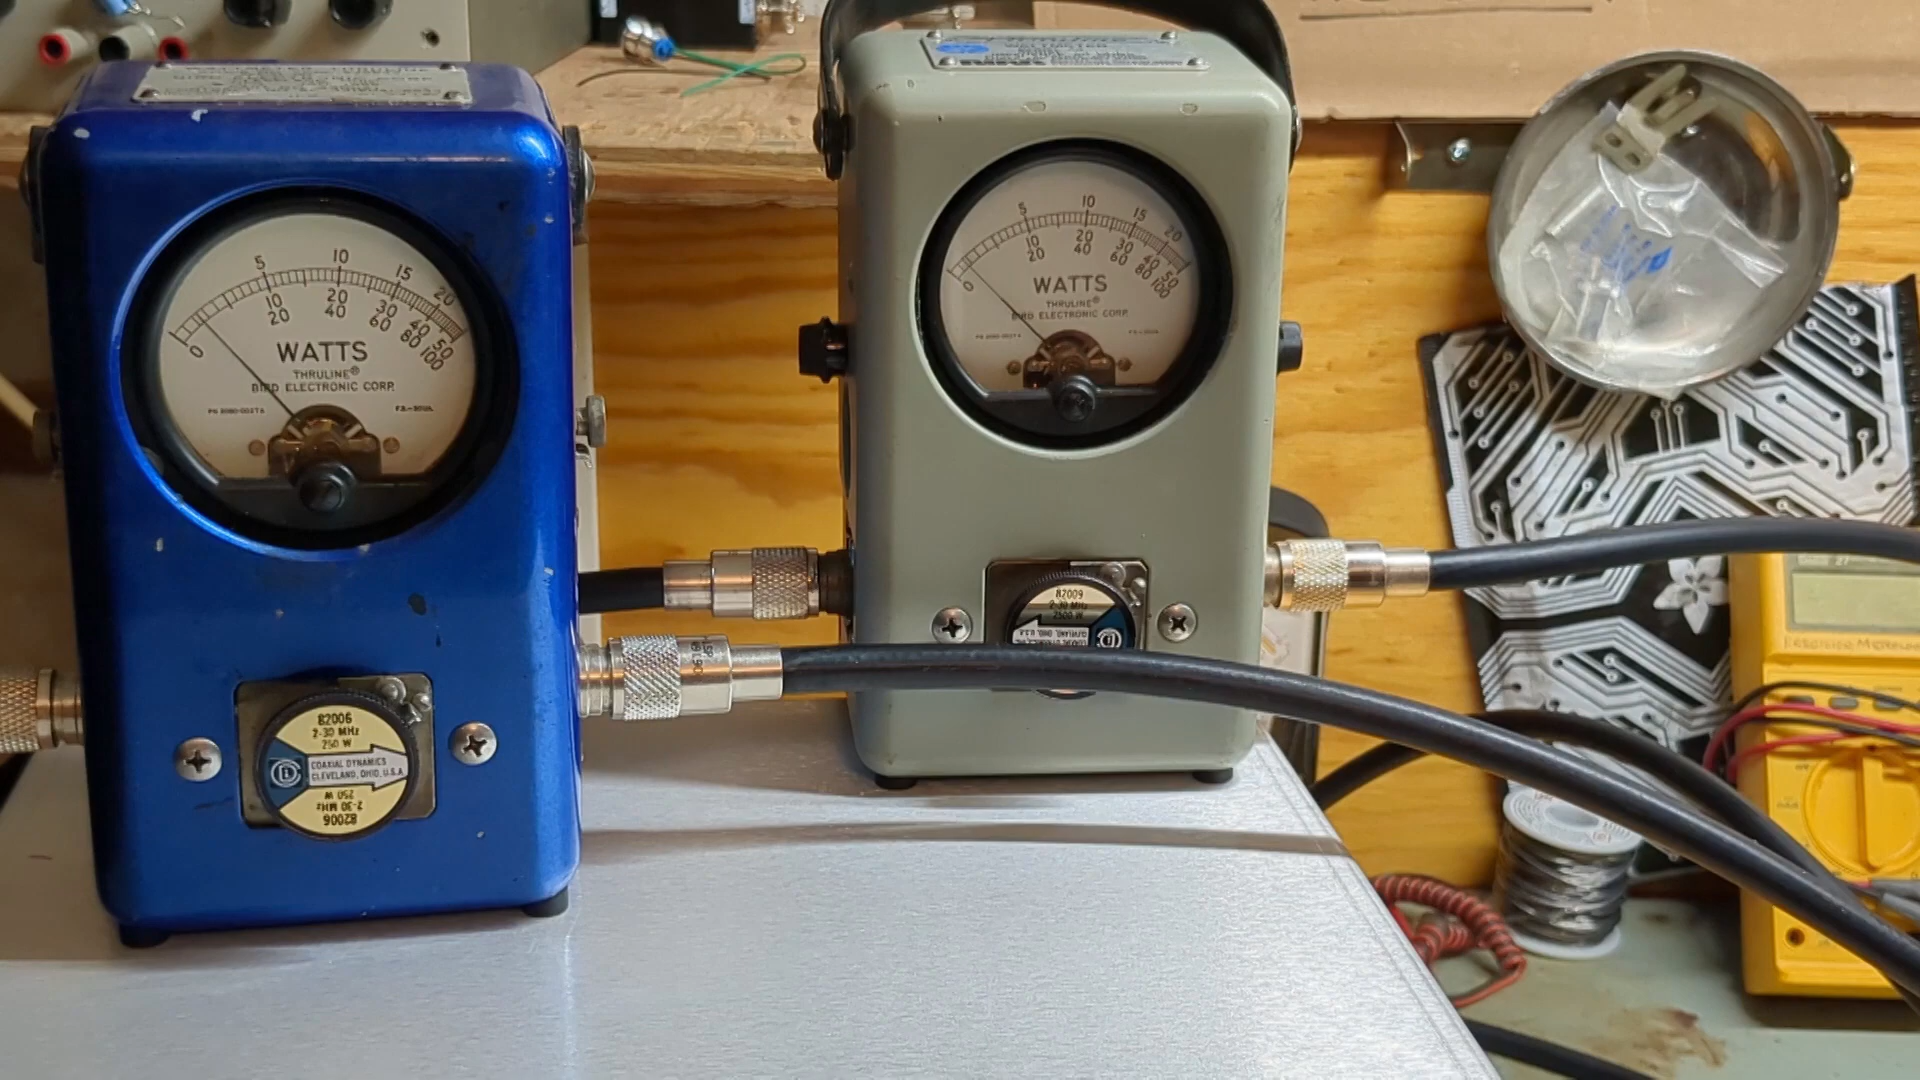 5 10 15 20
10 20 30 40 50
20 40 60 80 100
0
WATTS
THRULINE®
BIRD ELECTRONIC CORP.
82006
2-30 MHz
250 W
COAXIAL DYNAMICS
CLEVELAND, OHIO, U.S.A.
250 W
2-30 MHz
82006
WATTMETER
5 10 15 20
10 20 30 40 50
20 40 60 80 100
0
WATTS
THRULINE®
BIRD ELECTRONIC CORP.
82009
2-30 MHz
2500 W
CLEVELAND, OHIO, U.S.A.